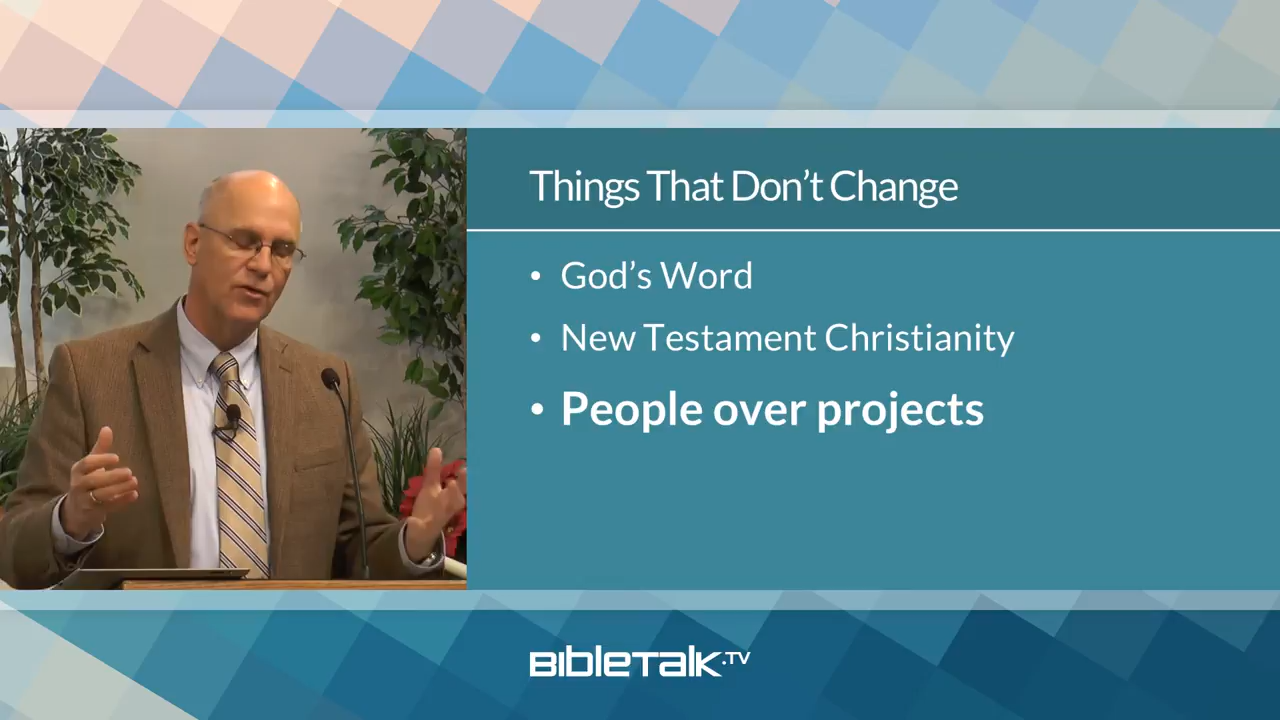 Things That Don’t Change
• God’s Word
• New Testament Christianity
• People over projects
BIBLETALK.TV